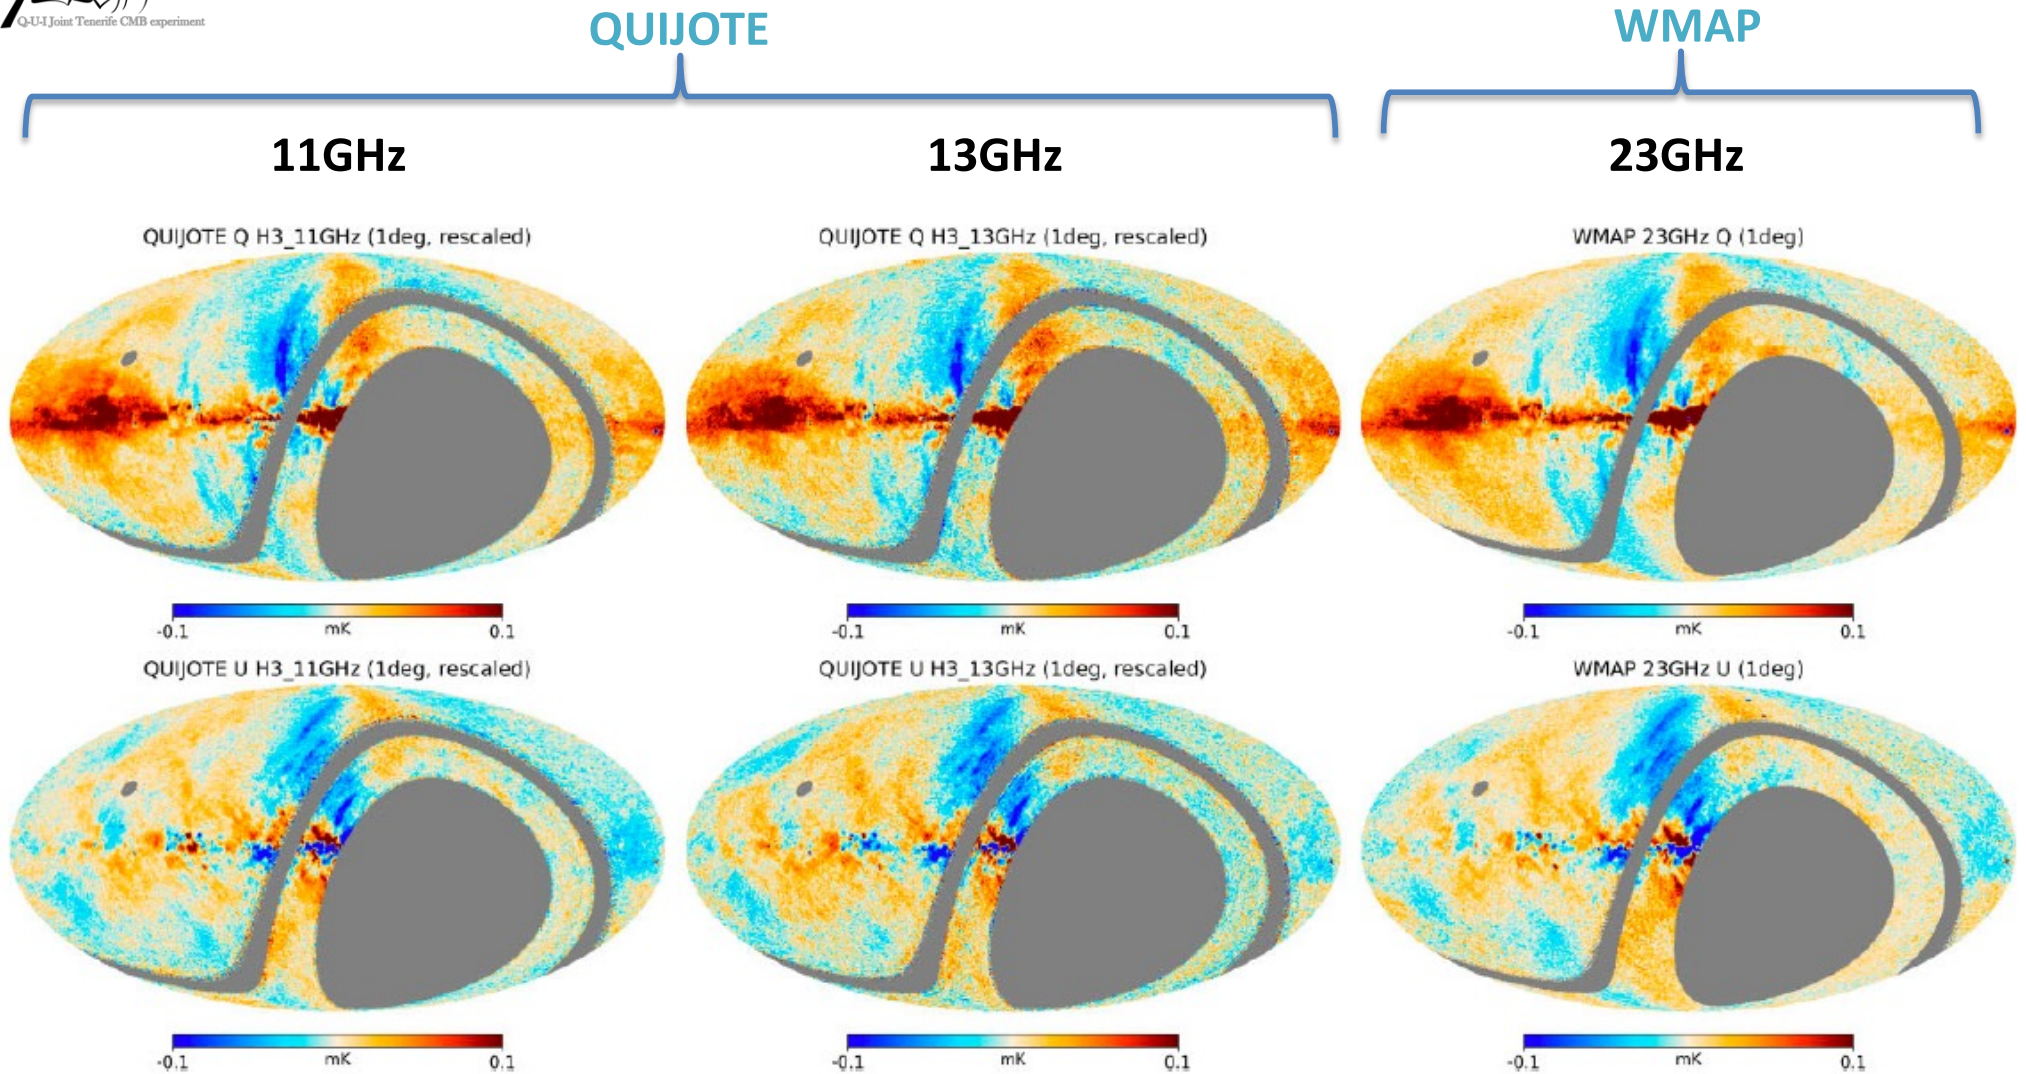 Q-U-I Joint Tenerife CMB experiment
QUIJOTE
WMAP
11GHz
13GHz
23GHz
QUIJOTE Q H3_11GHz (1deg, rescaled)
QUIJOTE Q H3_13GHz (1deg, rescaled)
WMAP 23GHz Q (1deg)
-0.1 mK 0.1
-0.1 mK 0.1
-0.1 mK 0.1
QUIJOTE U H3_11GHz (1deg, rescaled)
QUIJOTE U H3_13GHz (1deg, rescaled)
WMAP 23GHz U (1deg)
-0.1 mK 0.1
-0.1 mK 0.1
-0.1 mK 0.1